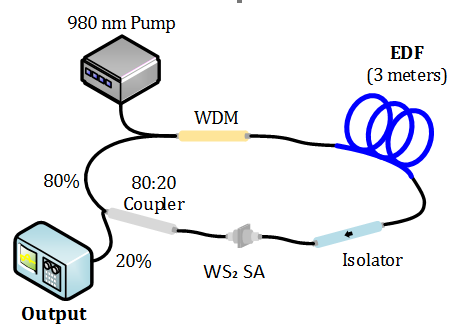 980 nm Pump
EDF
(3 meters)
WDM
80%
80:20
Coupler
20%
WS₂ SA
Isolator
Output